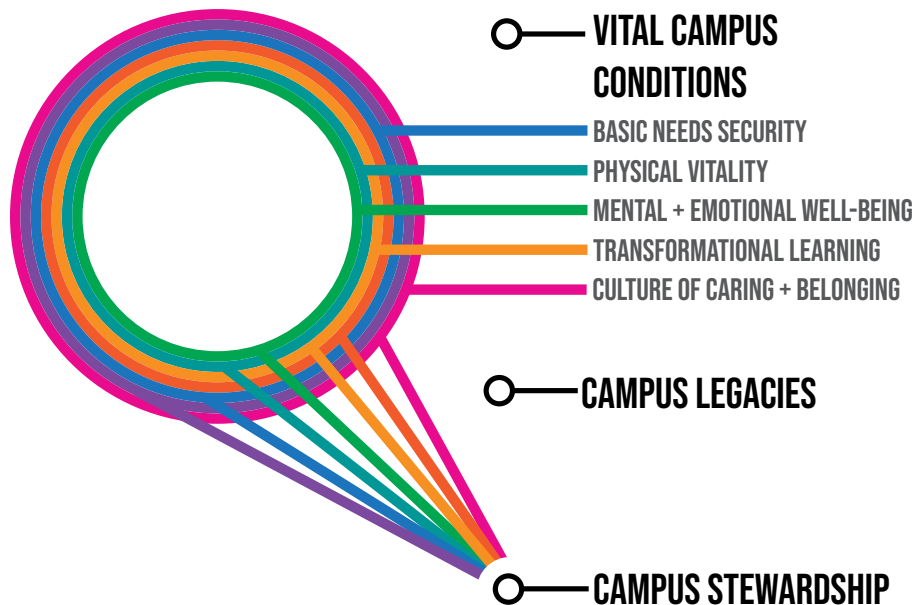 VITAL CAMPUS
CONDITIONS
BASIC NEEDS SECURITY
PHYSICAL VITALITY
MENTAL + EMOTIONAL WELL-BEING
TRANSFORMATIONAL LEARNING
CULTURE OF CARING + BELONGING
CAMPUS LEGACIES
CAMPUS STEWARDSHIP